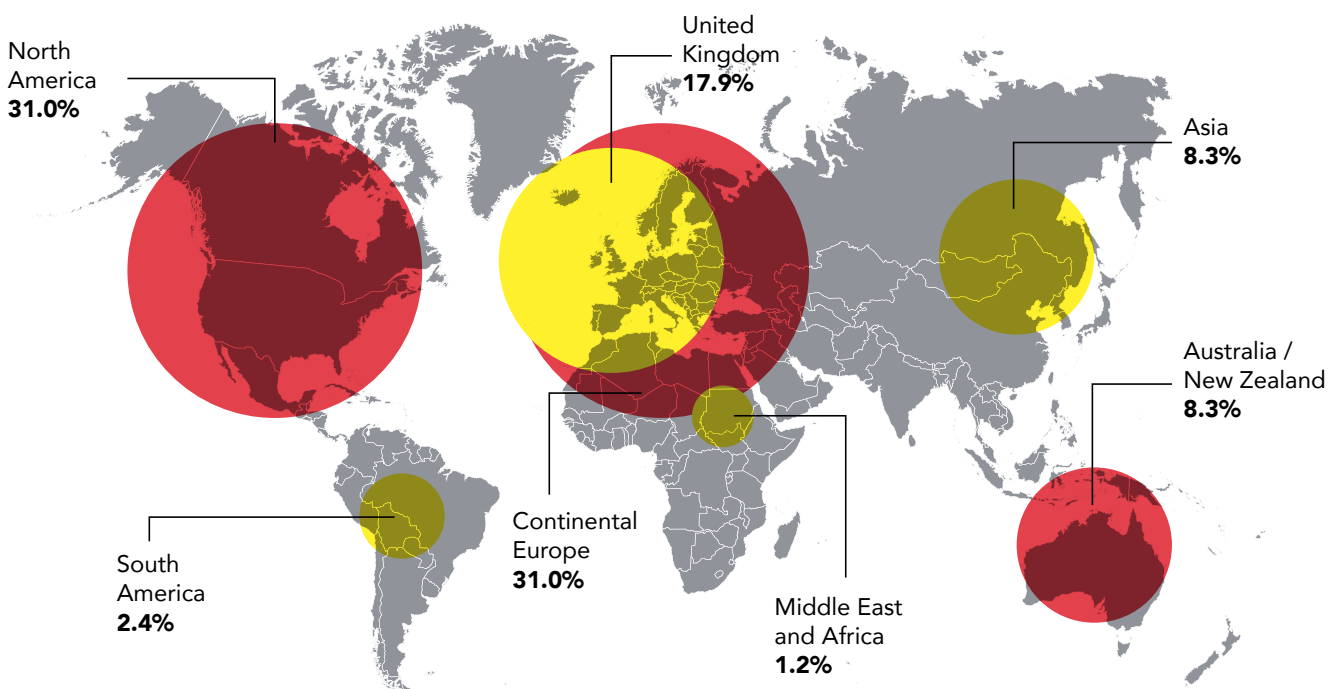 North
America
31.0%
United
Kingdom
17.9%
Asia
8.3%
Australia /
New Zealand
8.3%
South
America
2.4%
Continental
Europe
31.0%
Middle East
and Africa
1.2%